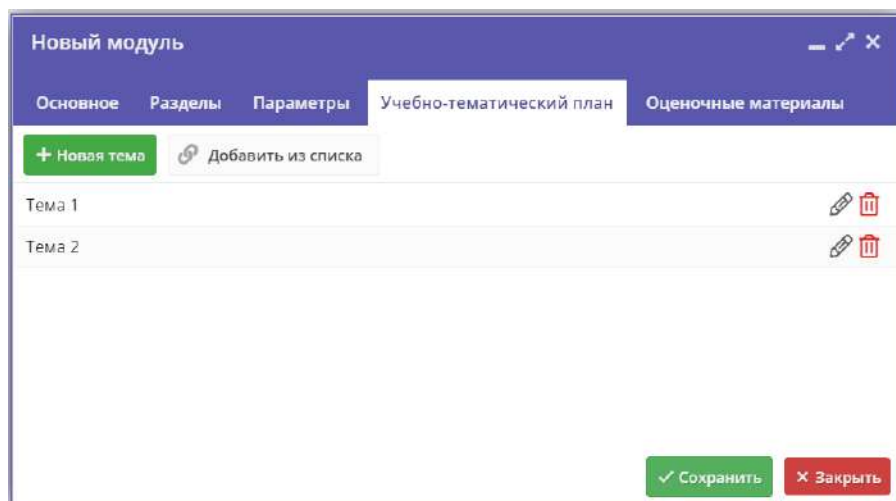 Новый модуль
Основное Разделы Параметры Учебно-тематический план Оценочные материалы
+ Новая тема Добавить из списка
Тема 1
Тема 2
Сохранить Закрыть